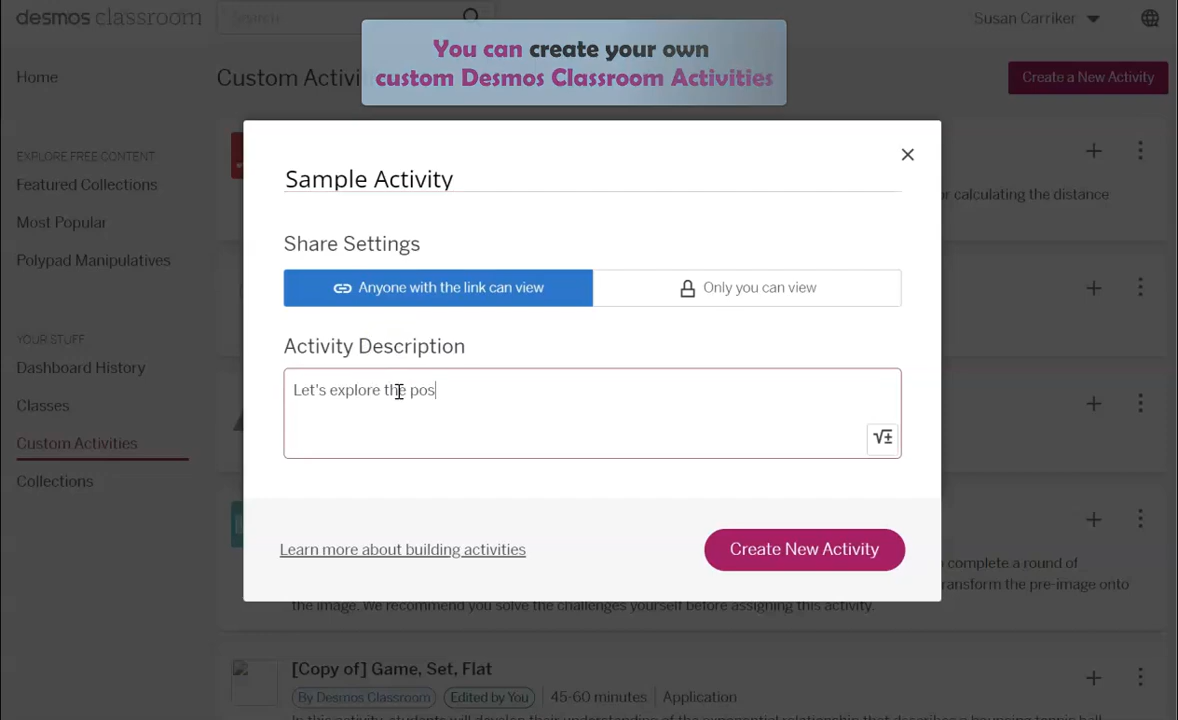 desmos classroom
Search
Susan Carriker
You can create your own
custom Desmos Classroom Activities
Home
Custom Activi
Create a New Activity
EXPLORE FREE CONTENT
Featured Collections
Most Popular
Polypad Manipulatives
YOUR STUFF
Dashboard History
Classes
Custom Activities
Collections
Sample Activity
Share Settings
Anyone with the link can view
Only you can view
Activity Description
Let's explore the pos
√±
Learn more about building activities
Create New Activity
r calculating the distance
complete a round of
ransform the pre-image onto
the image. We recommend you solve the challenges yourself before assigning this activity.
[Copy of] Game, Set, Flat
By Desmos Classroom
Edited by You
45-60 minutes
Application